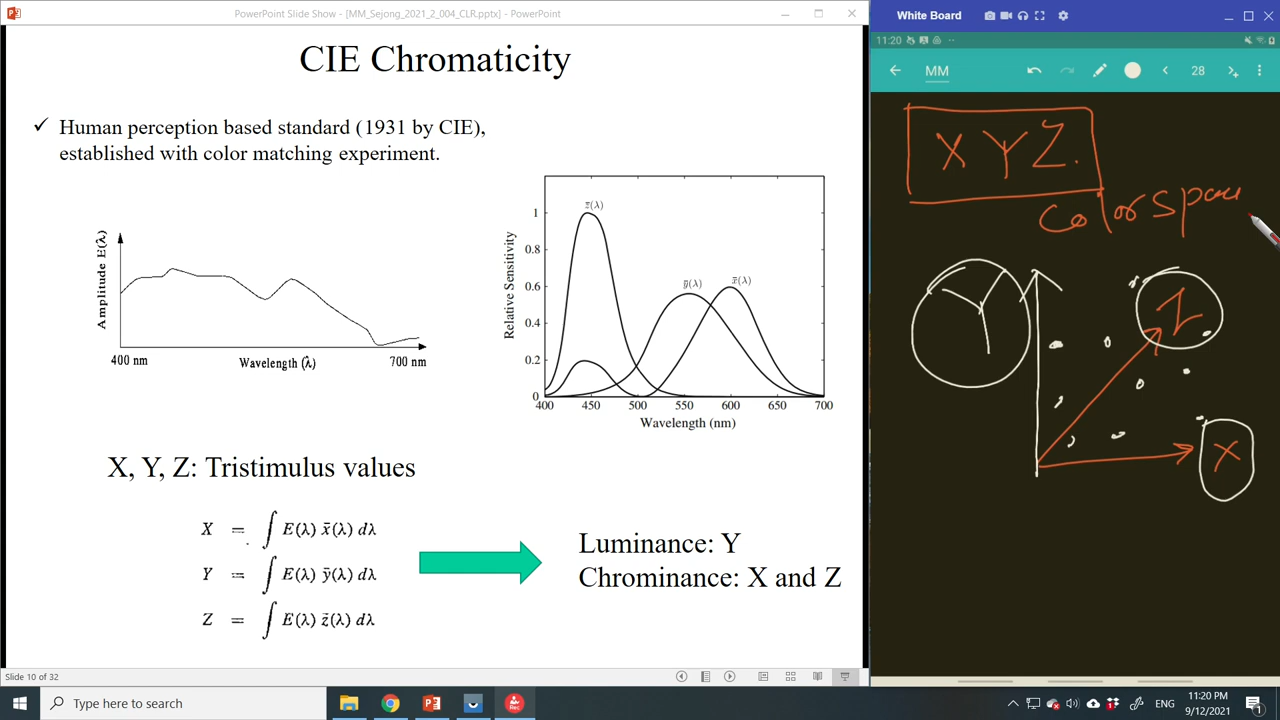 PowerPoint Slide Show - [MM_Sejong_2021_2_004_CLR.pptx] - PowerPoint
CIE Chromaticity
✓ Human perception based standard (1931 by CIE),
established with color matching experiment.
Amplitude E(λ)
400 nm
Wavelength (λ)
700 nm
Relative Sensitivity
1
0.8
0.6
0.4
0.2
0
z̄(λ)
ȳ(λ)
x̄(λ)
400 450 500 550 600 650 700
Wavelength (nm)
X, Y, Z: Tristimulus values
X = ∫ E(λ) x̄(λ) dλ
Y = ∫ E(λ) ȳ(λ) dλ
Z = ∫ E(λ) z̄(λ) dλ
Luminance: Y
Chrominance: X and Z
Slide 10 of 32
White Board
11:20
MM
28
X Y Z.
Color Space
Y
Z
X
Type here to search
Rec
ENG
11:20 PM
9/12/2021
1